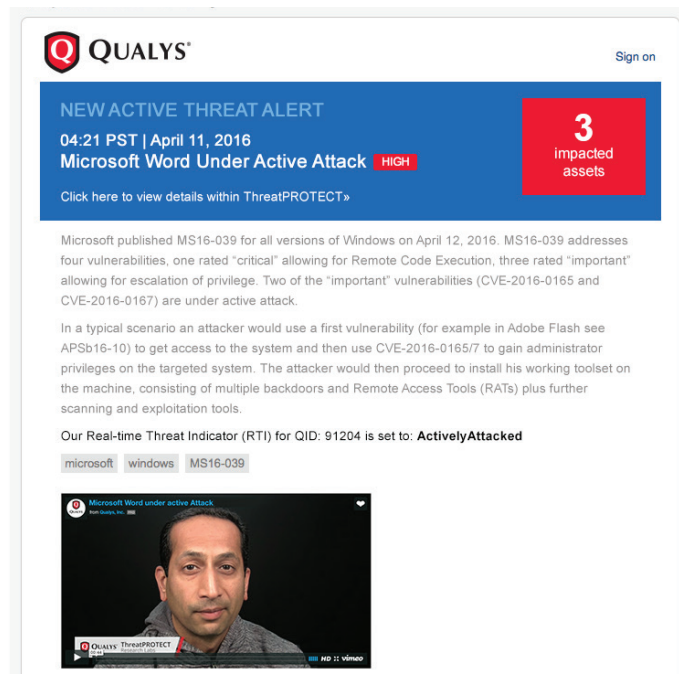 QUALYS®
Sign on
NEW ACTIVE THREAT ALERT
04:21 PST | April 11, 2016
Microsoft Word Under Active Attack HIGH
3
impacted
assets
Click here to view details within ThreatPROTECT»
Microsoft published MS16-039 for all versions of Windows on April 12, 2016. MS16-039 addresses
four vulnerabilities, one rated “critical” allowing for Remote Code Execution, three rated “important”
allowing for escalation of privilege. Two of the “important” vulnerabilities (CVE-2016-0165 and
CVE-2016-0167) are under active attack.
In a typical scenario an attacker would use a first vulnerability (for example in Adobe Flash see
APSb16-10) to get access to the system and then use CVE-2016-0165/7 to gain administrator
privileges on the targeted system. The attacker would then proceed to install his working toolset on
the machine, consisting of multiple backdoors and Remote Access Tools (RATs) plus further
scanning and exploitation tools.
Our Real-time Threat Indicator (RTI) for QID: 91204 is set to: ActivelyAttacked
microsoft windows MS16-039
Microsoft Word under active Attack
from Qualys, Inc.
QUALYS ThreatPROTECT
Research Labs
HD :: vimeo